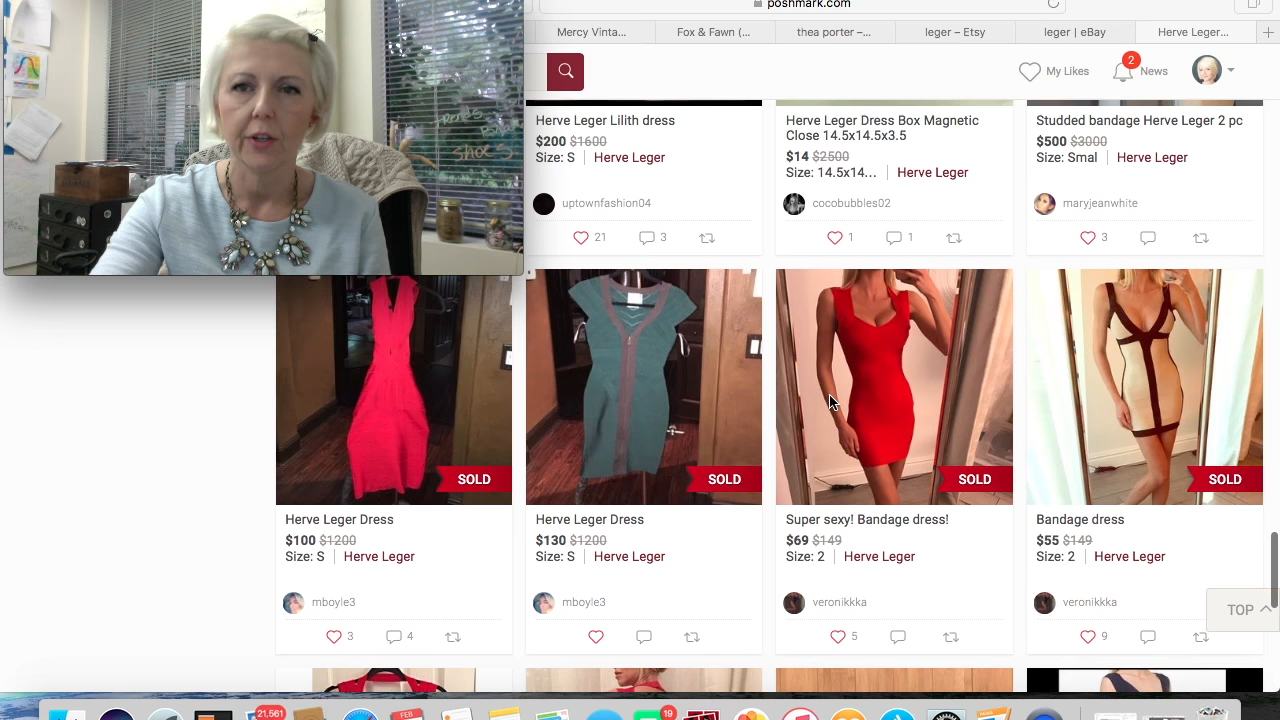 poshmark.com
Mercy Vinta...
Fox & Fawn (...
thea porter –...
leger – Etsy
leger | eBay
Herve Leger...
My Likes
2
News
Herve Leger Lilith dress
$200 $1600
Size: S | Herve Leger
uptownfashion04
21
3
Herve Leger Dress Box Magnetic
Close 14.5x14.5x3.5
$14 $2500
Size: 14.5x14... | Herve Leger
cocobubbles02
1
1
Studded bandage Herve Leger 2 pc
$500 $3000
Size: Smal | Herve Leger
maryjeanwhite
3
SHOES
SOLD
Herve Leger Dress
$100 $1200
Size: S | Herve Leger
mboyle3
3
4
SOLD
Herve Leger Dress
$130 $1200
Size: S | Herve Leger
mboyle3
SOLD
Super sexy! Bandage dress!
$69 $149
Size: 2 | Herve Leger
veronikkka
5
SOLD
Bandage dress
$55 $149
Size: 2 | Herve Leger
veronikkka
9
TOP
21,561
FEB
19